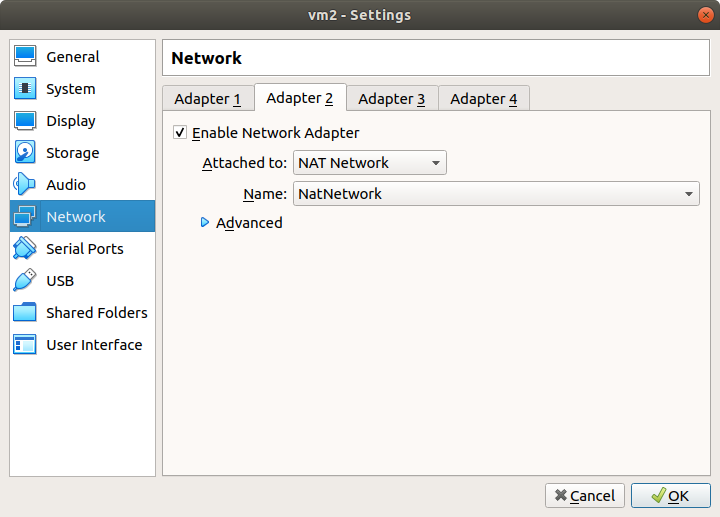 vm2 - Settings
General
System
Display
Storage
Audio
Network
Serial Ports
USB
Shared Folders
User Interface
Network
Adapter 1 Adapter 2 Adapter 3 Adapter 4
Enable Network Adapter
Attached to: NAT Network
Name: NatNetwork
Advanced
Cancel OK